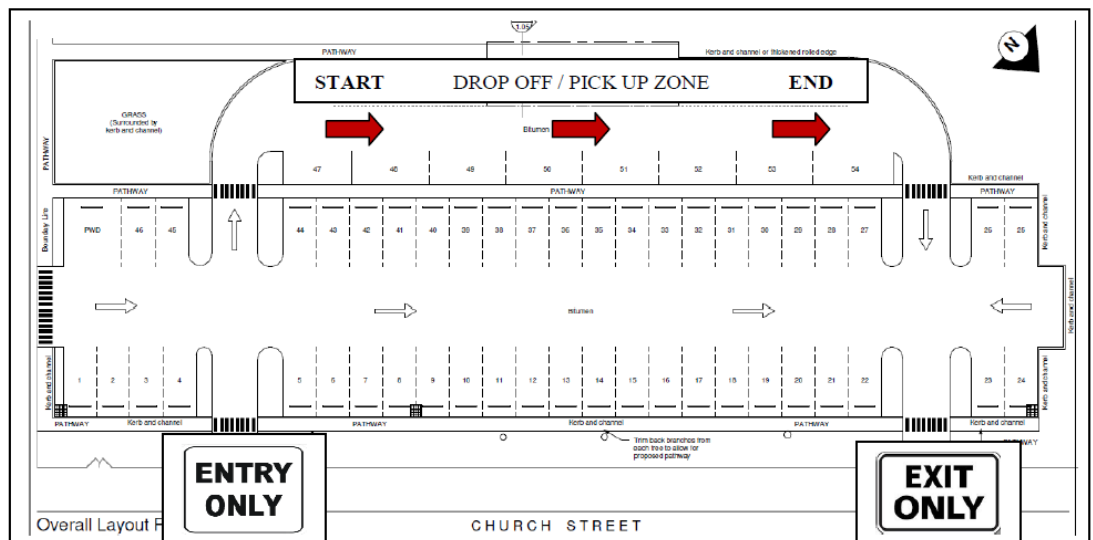 1-05
N
PATHWAY
Kerb and channel or thickened rolled edge
START DROP OFF / PICK UP ZONE END
GRASS
(Surrounded by
kerb and channel)
Bitumen
PATHWAY
47 48 49 50 51 52 53 54
Kerb and channel
PATHWAY PATHWAY PATHWAY
Boundary Line
PWD 46 45 44 43 42 41 40 39 38 37 36 35 34 33 32 31 30 29 28 27 26 25
Kerb and channel
Bitumen
Kerb and channel
Kerb and channel
1 2 3 4 5 6 7 8 9 10 11 12 13 14 15 16 17 18 19 20 21 22 23 24
Kerb and channel
PATHWAY Kerb and channel PATHWAY Kerb and channel PATHWAY Kerb and channel
PATHWAY
Trim back branches from
each tree to allow for
proposed pathway
ENTRY
ONLY
EXIT
ONLY
Overall Layout
CHURCH STREET